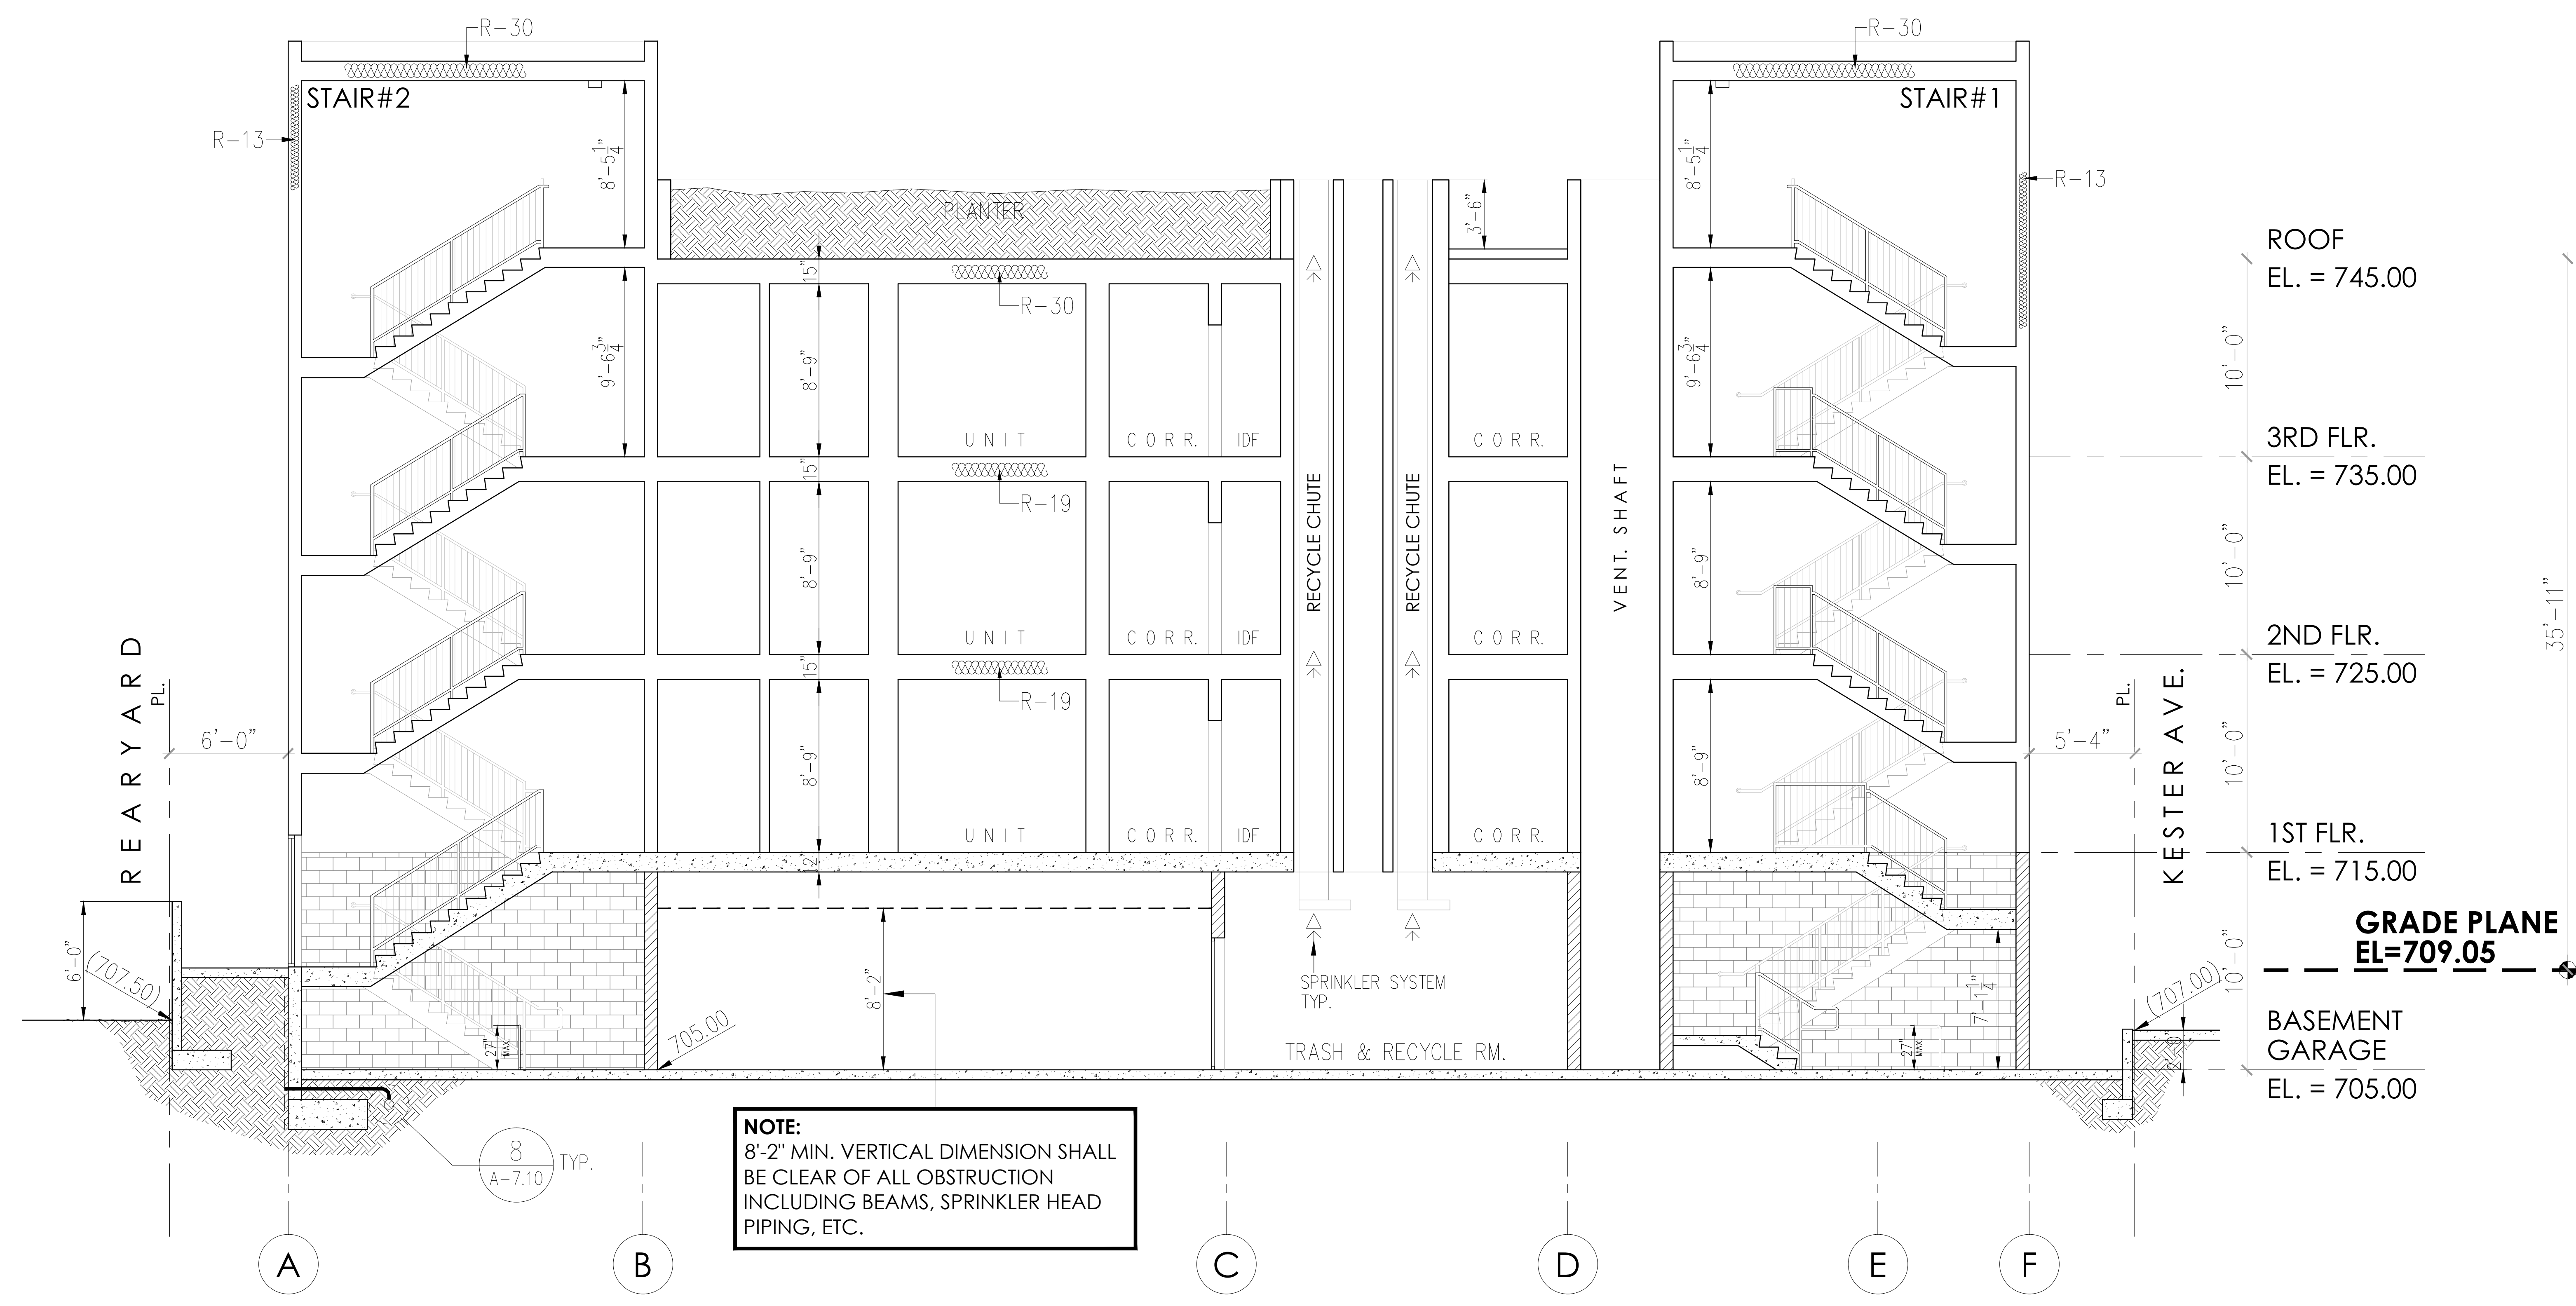 R-30
R-30
STAIR#2
STAIR#1
R-13
R-13
8'-5 1/4"
8'-5 1/4"
PLANTER
3'-6"
ROOF
EL. = 745.00
15"
R-30
9'-6 3/4"
8'-9"
9'-6 3/4"
10'-0"
UNIT
CORR.
IDF
CORR.
3RD FLR.
EL. = 735.00
15"
R-19
RECYCLE CHUTE
RECYCLE CHUTE
VENT. SHAFT
8'-9"
8'-9"
10'-0"
35'-11"
UNIT
CORR.
IDF
CORR.
2ND FLR.
EL. = 725.00
15"
R-19
REARYARD
PL.
PL.
KESTER AVE.
6'-0"
5'-4"
8'-9"
8'-9"
10'-0"
UNIT
CORR.
IDF
CORR.
1ST FLR.
EL. = 715.00
12"
GRADE PLANE
EL=709.05
6'-0"
(707.50)
8'-2"
SPRINKLER SYSTEM
TYP.
7'-1 1/4"
(707.00)
10'-0"
27"
MAX.
705.00
TRASH & RECYCLE RM.
27"
MAX.
2'-0"
BASEMENT
GARAGE
EL. = 705.00
NOTE:
8'-2" MIN. VERTICAL DIMENSION SHALL
BE CLEAR OF ALL OBSTRUCTION
INCLUDING BEAMS, SPRINKLER HEAD
PIPING, ETC.
8
A-7.10
TYP.
A
B
C
D
E
F